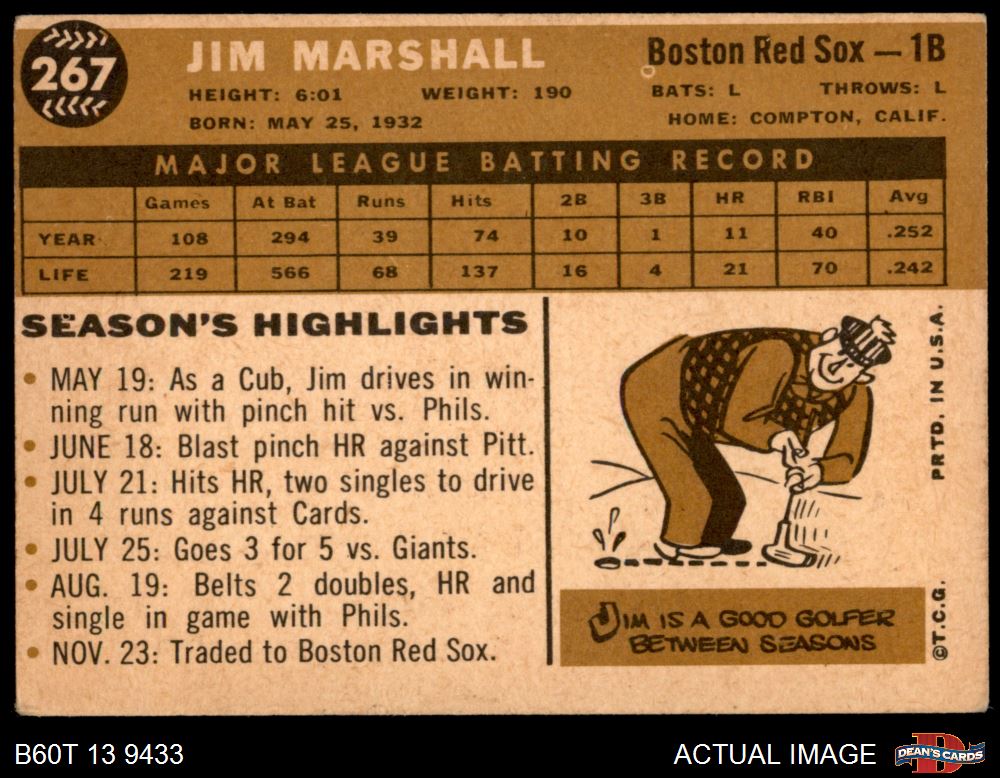 267
JIM MARSHALL
Boston Red Sox — 1B
HEIGHT: 6:01 WEIGHT: 190 BATS: L THROWS: L
BORN: MAY 25, 1932 HOME: COMPTON, CALIF.
MAJOR LEAGUE BATTING RECORD
Games At Bat Runs Hits 2B 3B HR RBI Avg
YEAR 108 294 39 74 10 1 11 40 .252
LIFE 219 566 68 137 16 4 21 70 .242
SEASON'S HIGHLIGHTS
• MAY 19: As a Cub, Jim drives in win-
ning run with pinch hit vs. Phils.
• JUNE 18: Blast pinch HR against Pitt.
• JULY 21: Hits HR, two singles to drive
in 4 runs against Cards.
• JULY 25: Goes 3 for 5 vs. Giants.
• AUG. 19: Belts 2 doubles, HR and
single in game with Phils.
• NOV. 23: Traded to Boston Red Sox.
JIM IS A GOOD GOLFER
BETWEEN SEASONS
©T.C.G. PRTD. IN U.S.A.
B60T 13 9433
ACTUAL IMAGE
DEAN'S CARDS